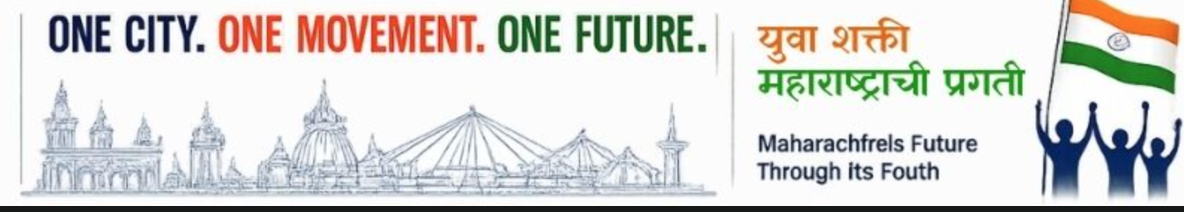 ONE CITY. ONE MOVEMENT. ONE FUTURE.
युवा शक्ती
महाराष्ट्राची प्रगती
Maharachfrels Future
Through its Fouth